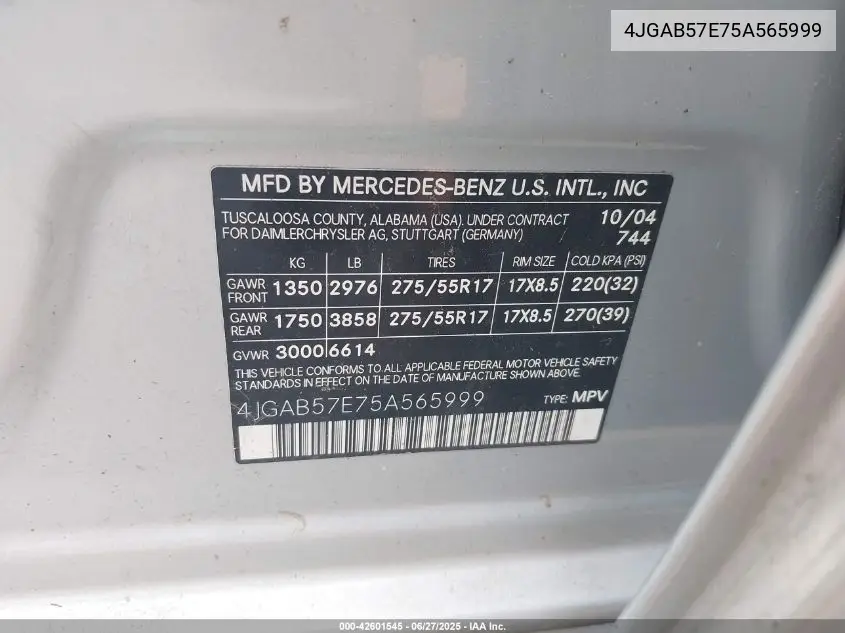 4JGAB57E75A565999
MFD BY MERCEDES-BENZ U.S. INTL., INC
TUSCALOOSA COUNTY, ALABAMA (USA). UNDER CONTRACT 10/04
FOR DAIMLERCHRYSLER AG, STUTTGART (GERMANY) 744
KG LB TIRES RIM SIZE COLD KPA (PSI)
GAWR FRONT 1350 2976 275/55R17 17X8.5 220(32)
GAWR REAR 1750 3858 275/55R17 17X8.5 270(39)
GVWR 3000 6614
THIS VEHICLE CONFORMS TO ALL APPLICABLE FEDERAL MOTOR VEHICLE SAFETY
STANDARDS IN EFFECT ON THE DATE OF MANUFACTURE SHOWN ABOVE.
4JGAB57E75A565999 TYPE: MPV
000-42601545 - 06/27/2025 - IAA Inc.